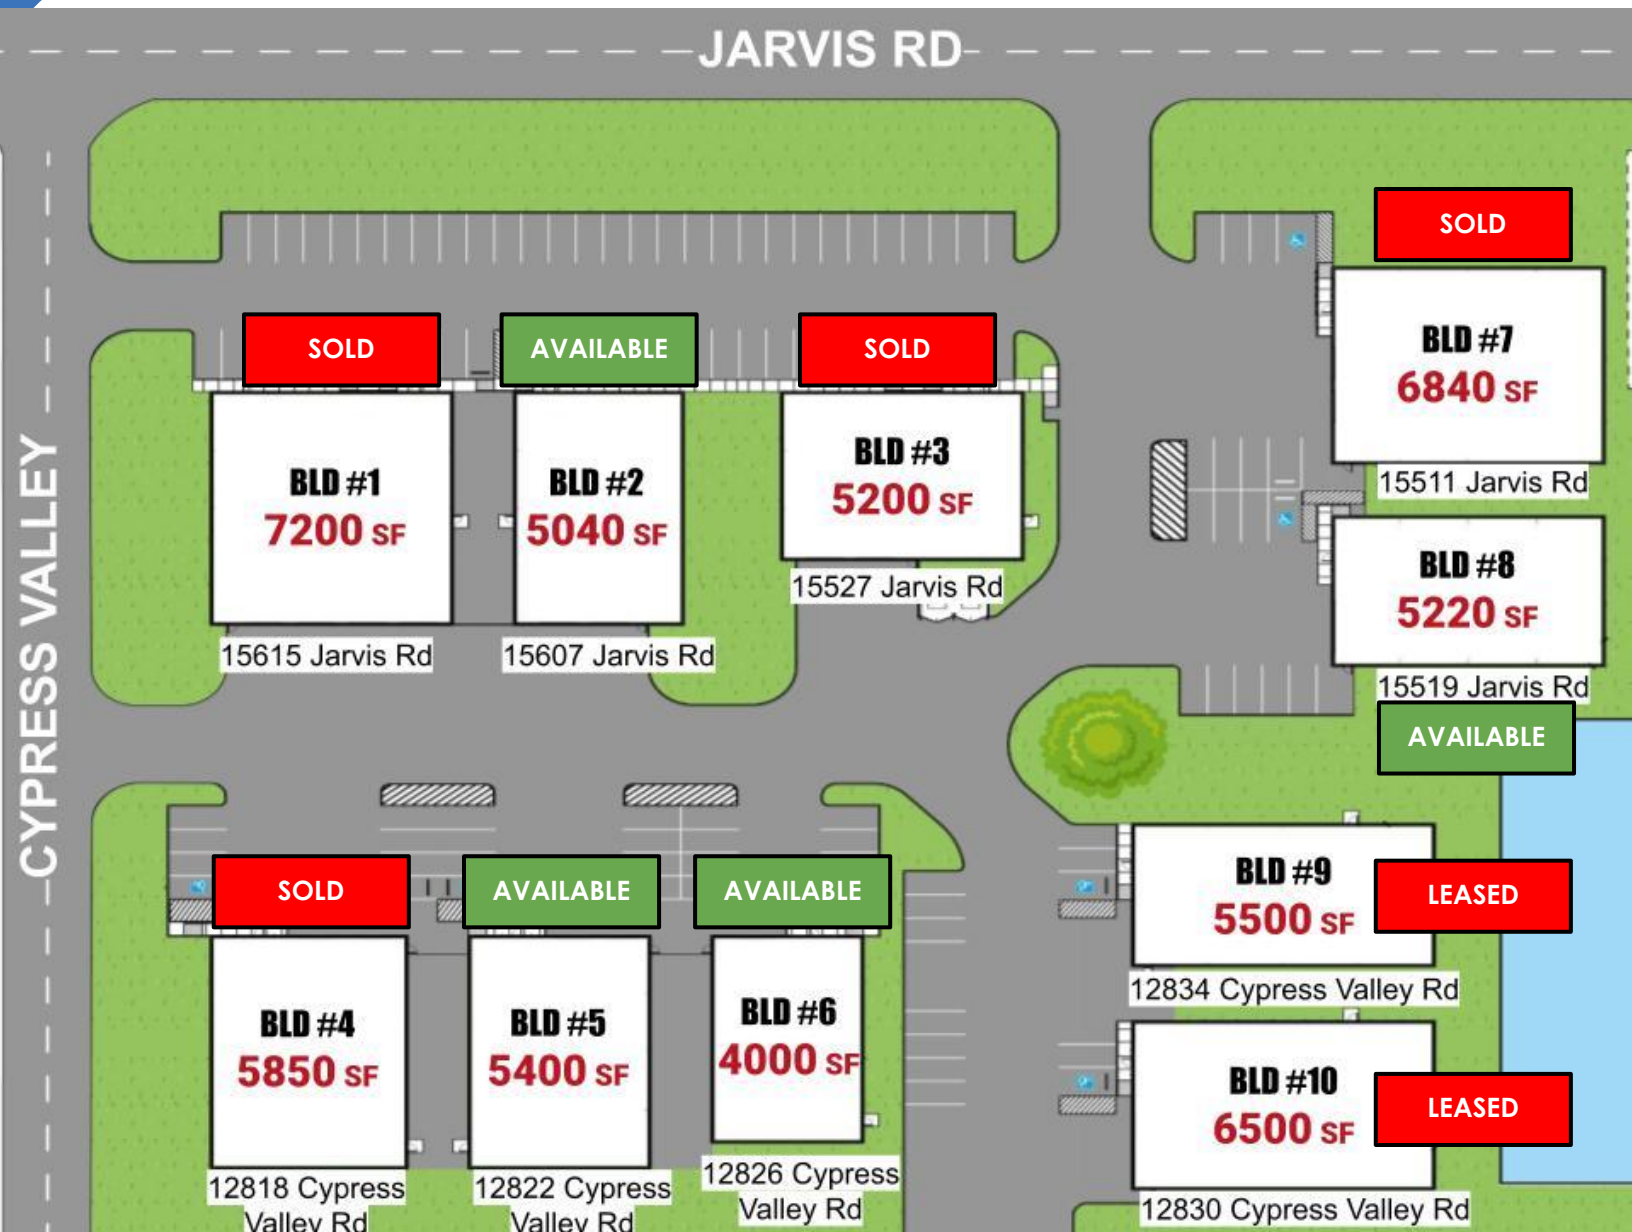 JARVIS RD
CYPRESS VALLEY
SOLD
BLD #1
7200 SF
15615 Jarvis Rd
AVAILABLE
BLD #2
5040 SF
15607 Jarvis Rd
SOLD
BLD #3
5200 SF
15527 Jarvis Rd
SOLD
BLD #7
6840 SF
15511 Jarvis Rd
BLD #8
5220 SF
15519 Jarvis Rd
AVAILABLE
SOLD
BLD #4
5850 SF
12818 Cypress
Valley Rd
AVAILABLE
BLD #5
5400 SF
12822 Cypress
Valley Rd
AVAILABLE
BLD #6
4000 SF
12826 Cypress
Valley Rd
BLD #9
5500 SF
LEASED
12834 Cypress Valley Rd
BLD #10
6500 SF
LEASED
12830 Cypress Valley Rd